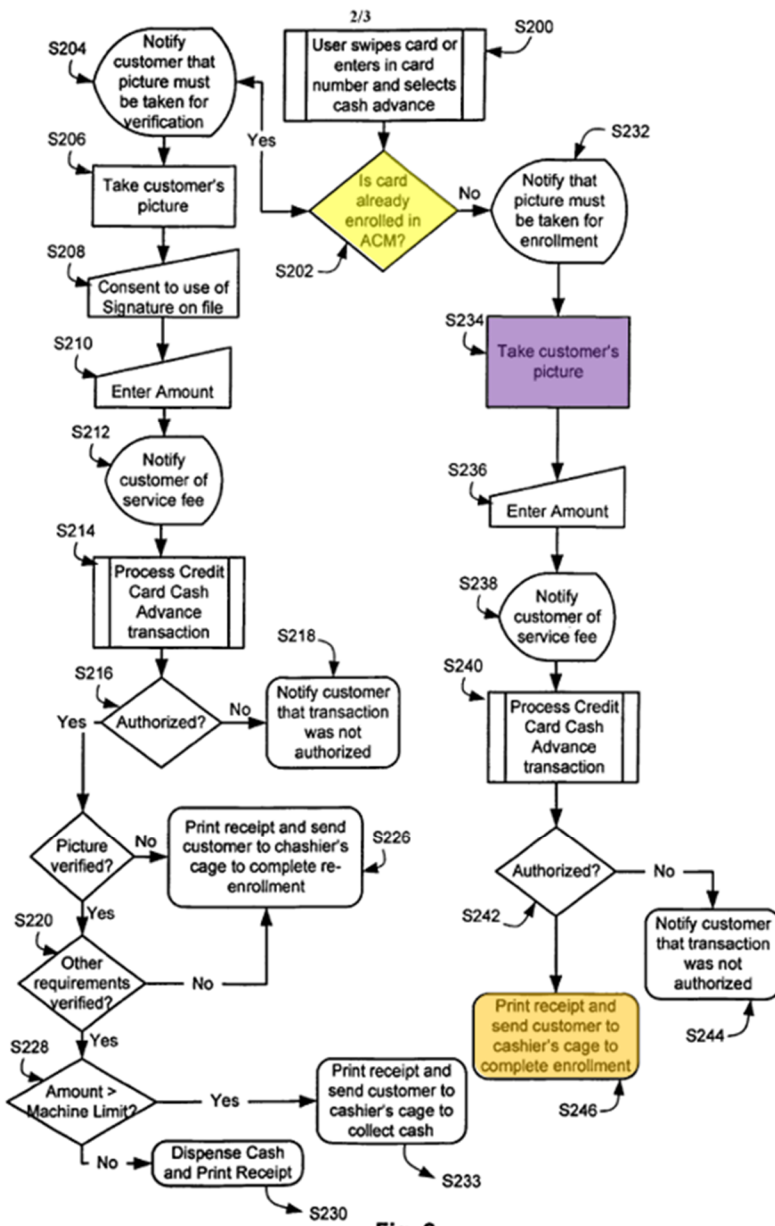 2/3
S200
User swipes card or
enters in card
number and selects
cash advance
S204
Notify
customer that
picture must
be taken for
verification
Yes
S202
Is card
already
enrolled in
ACM?
No
S232
Notify that
picture must
be taken for
enrollment
S206
Take customer's
picture
S208
Consent to use of
Signature on file
S210
Enter Amount
S212
Notify
customer of
service fee
S214
Process Credit
Card Cash
Advance
transaction
S216
Authorized?
Yes
No
S218
Notify customer
that transaction
was not
authorized
Picture
verified?
No
Yes
Print receipt and send
customer to chashier's
cage to complete re-
enrollment
S226
S220
Other
requirements
verified?
No
Yes
S228
Amount >
Machine Limit?
Yes
Print receipt and
send customer to
cashier's cage to
collect cash
S233
No
Dispense Cash
and Print Receipt
S230
S234
Take customer's
picture
S236
Enter Amount
S238
Notify
customer of
service fee
S240
Process Credit
Card Cash
Advance
transaction
Authorized?
S242
No
Notify customer
that transaction
was not
authorized
S244
Print receipt and
send customer to
cashier's cage to
complete enrollment
S246